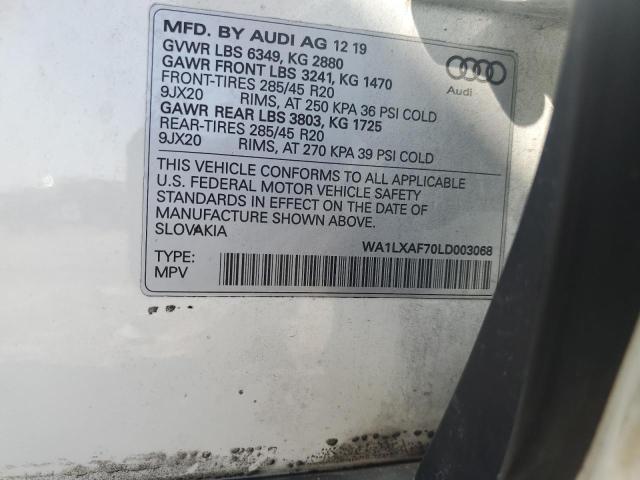 MFD. BY AUDI AG 12 19
GVWR LBS 6349, KG 2880
GAWR FRONT LBS 3241, KG 1470
FRONT-TIRES 285/45 R20
9JX20 RIMS, AT 250 KPA 36 PSI COLD
GAWR REAR LBS 3803, KG 1725
REAR-TIRES 285/45 R20
9JX20 RIMS, AT 270 KPA 39 PSI COLD
Audi
THIS VEHICLE CONFORMS TO ALL APPLICABLE
U.S. FEDERAL MOTOR VEHICLE SAFETY
STANDARDS IN EFFECT ON THE DATE OF
MANUFACTURE SHOWN ABOVE.
SLOVAKIA
WA1LXAF70LD003068
TYPE:
MPV